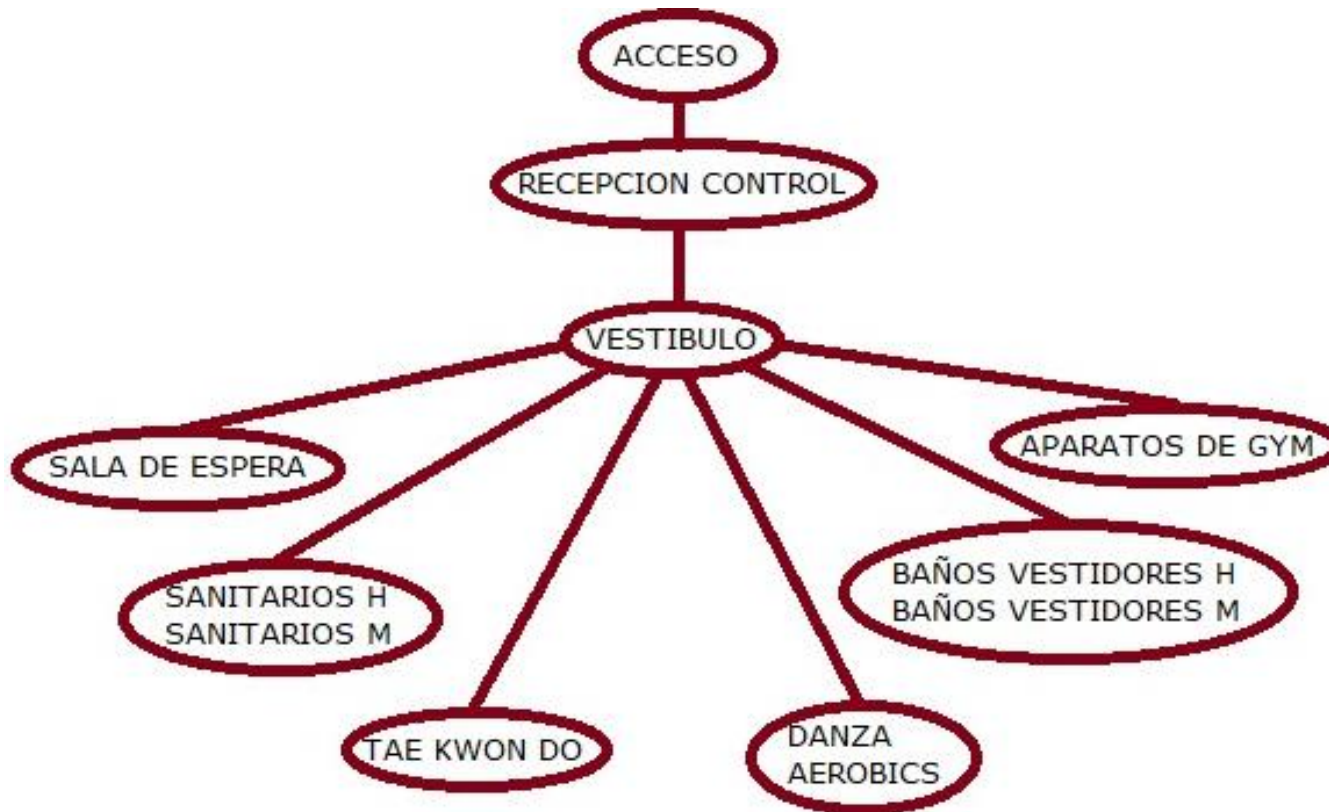 ACCESO
RECEPCION CONTROL
VESTIBULO
SALA DE ESPERA
APARATOS DE GYM
SANITARIOS H
SANITARIOS M
BAÑOS VESTIDORES H
BAÑOS VESTIDORES M
TAE KWON DO
DANZA
AEROBICS